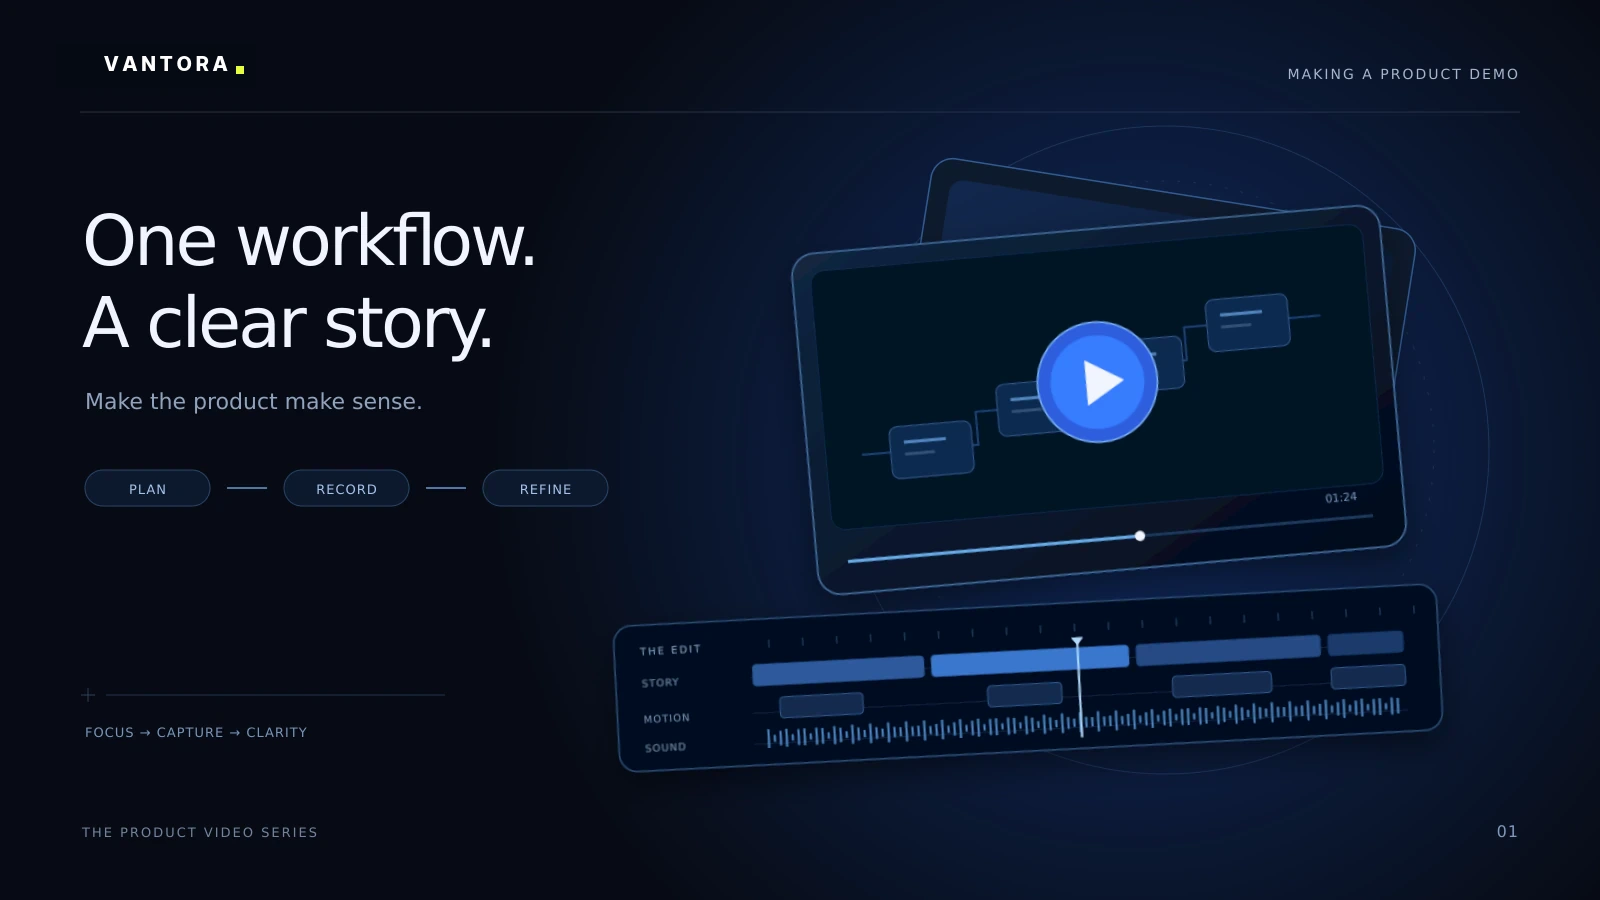 VANTORA
MAKING A PRODUCT DEMO
One workflow.
A clear story.
Make the product make sense.
PLAN
RECORD
REFINE
01:24
THE EDIT
STORY
MOTION
SOUND
FOCUS → CAPTURE → CLARITY
THE PRODUCT VIDEO SERIES
01